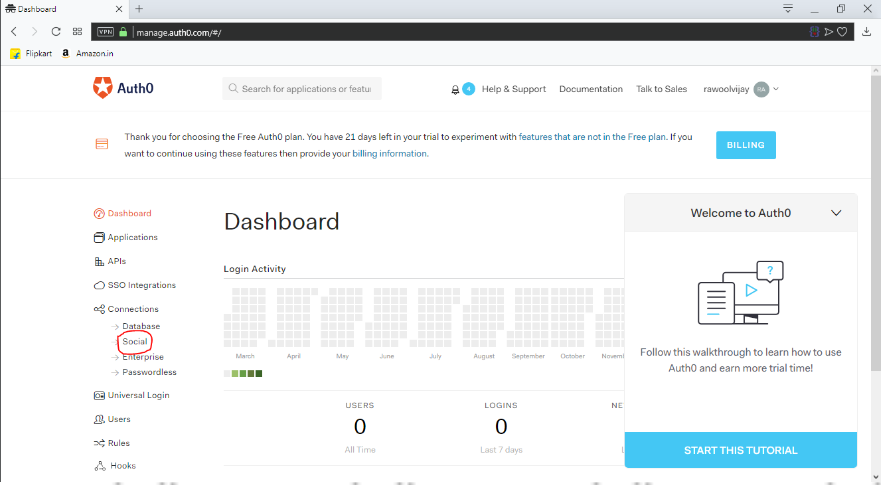 Dashboard
VPN manage.auth0.com/#/
Flipkart Amazon.in
Auth0 Search for applications or featu 4 Help & Support Documentation Talk to Sales rawoolvijay RA
Thank you for choosing the Free Auth0 plan. You have 21 days left in your trial to experiment with features that are not in the Free plan. If you
want to continue using these features then provide your billing information.
BILLING
Dashboard
Applications
APIs
SSO Integrations
Connections
Database
Social
Enterprise
Passwordless
Universal Login
Users
Rules
Hooks
Dashboard
Login Activity
March April May June July August September October Novem
USERS LOGINS NE
0 0
All Time Last 7 days
Welcome to Auth0
?
Follow this walkthrough to learn how to use
Auth0 and earn more trial time!
START THIS TUTORIAL